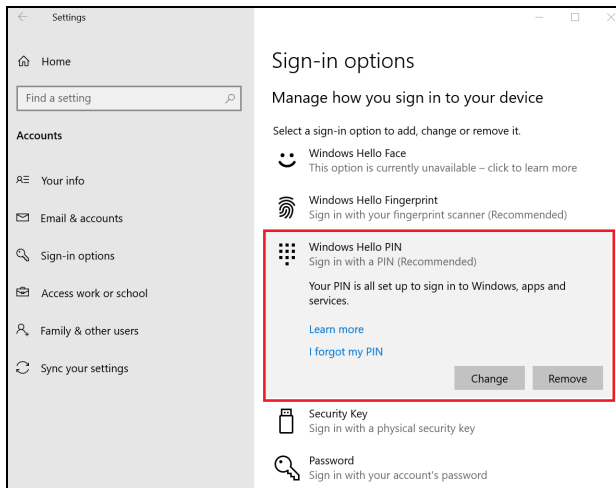 Settings
Home
Find a setting
Accounts
Your info
Email & accounts
Sign-in options
Access work or school
Family & other users
Sync your settings
Sign-in options
Manage how you sign in to your device
Select a sign-in option to add, change or remove it.
Windows Hello Face
This option is currently unavailable – click to learn more
Windows Hello Fingerprint
Sign in with your fingerprint scanner (Recommended)
Windows Hello PIN
Sign in with a PIN (Recommended)
Your PIN is all set up to sign in to Windows, apps and
services.
Learn more
I forgot my PIN
Change Remove
Security Key
Sign in with a physical security key
Password
Sign in with your account's password